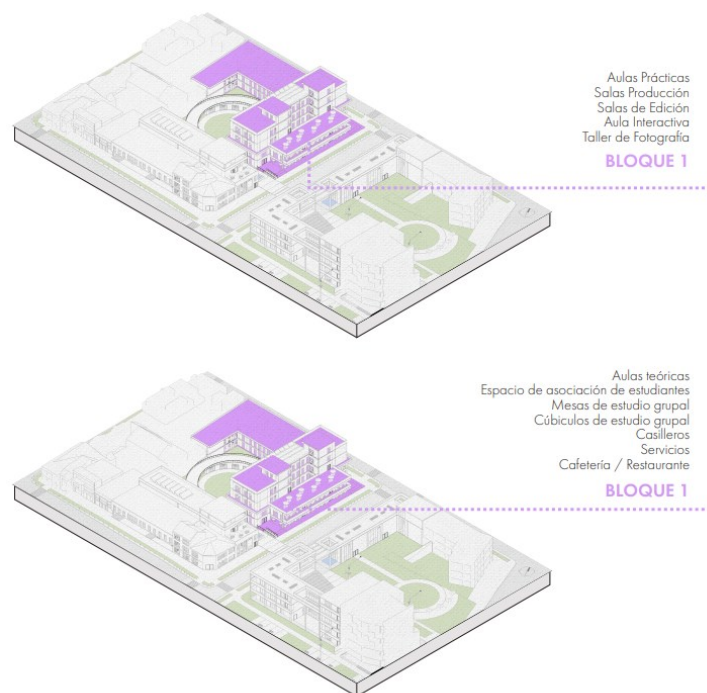 Aulas Prácticas
Salas Producción
Salas de Edición
Aula Interactiva
Taller de Fotografía
BLOQUE 1
Aulas teóricas
Espacio de asociación de estudiantes
Mesas de estudio grupal
Cúbiculos de estudio grupal
Casilleros
Servicios
Cafetería / Restaurante
BLOQUE 1